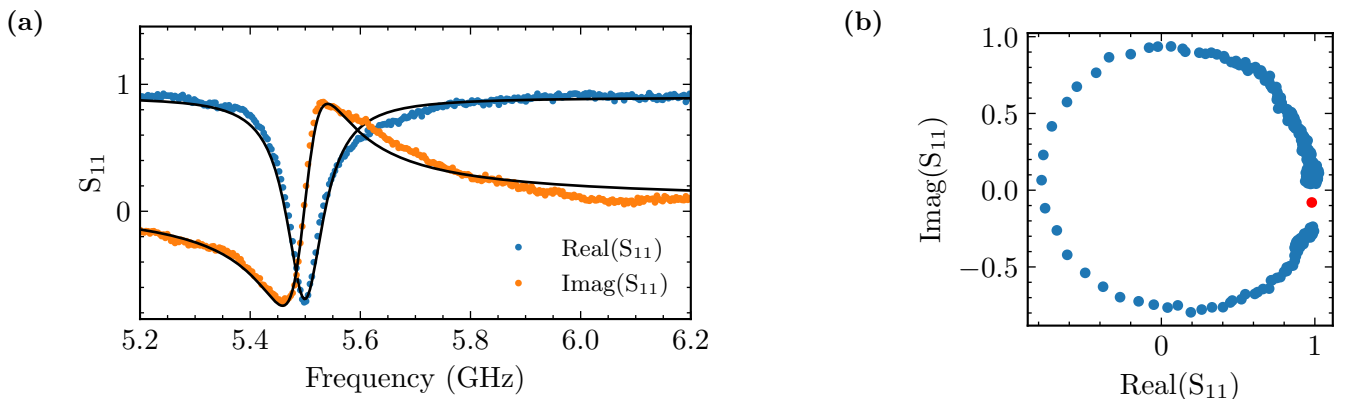 (a)
S11
1
0
Real(S11)
Imag(S11)
5.2 5.4 5.6 5.8 6.0 6.2
Frequency (GHz)
(b)
Imag(S11)
1.0
0.5
0.0
−0.5
0 1
Real(S11)